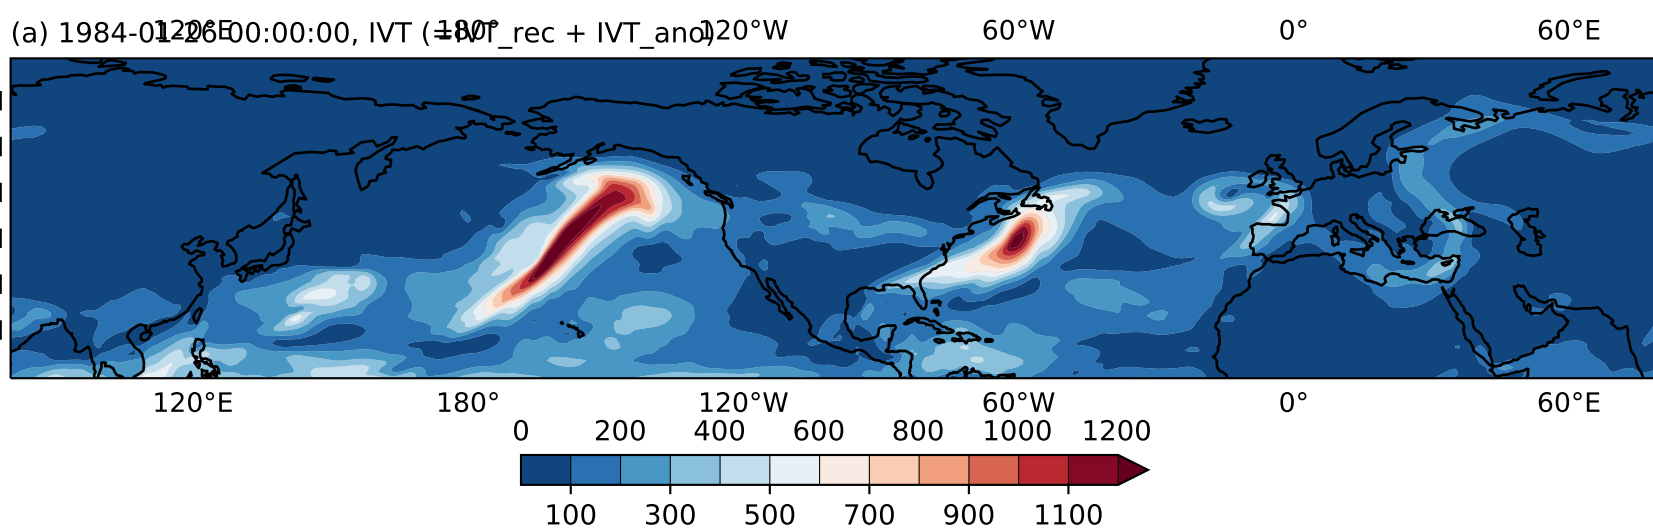 (a) 1984-01-26 00:00:00, IVT (=IVT_rec + IVT_ano)
120°E 180° 120°W 60°W 0° 60°E
120°E 180° 120°W 60°W 0° 60°E
0 200 400 600 800 1000 1200
100 300 500 700 900 1100